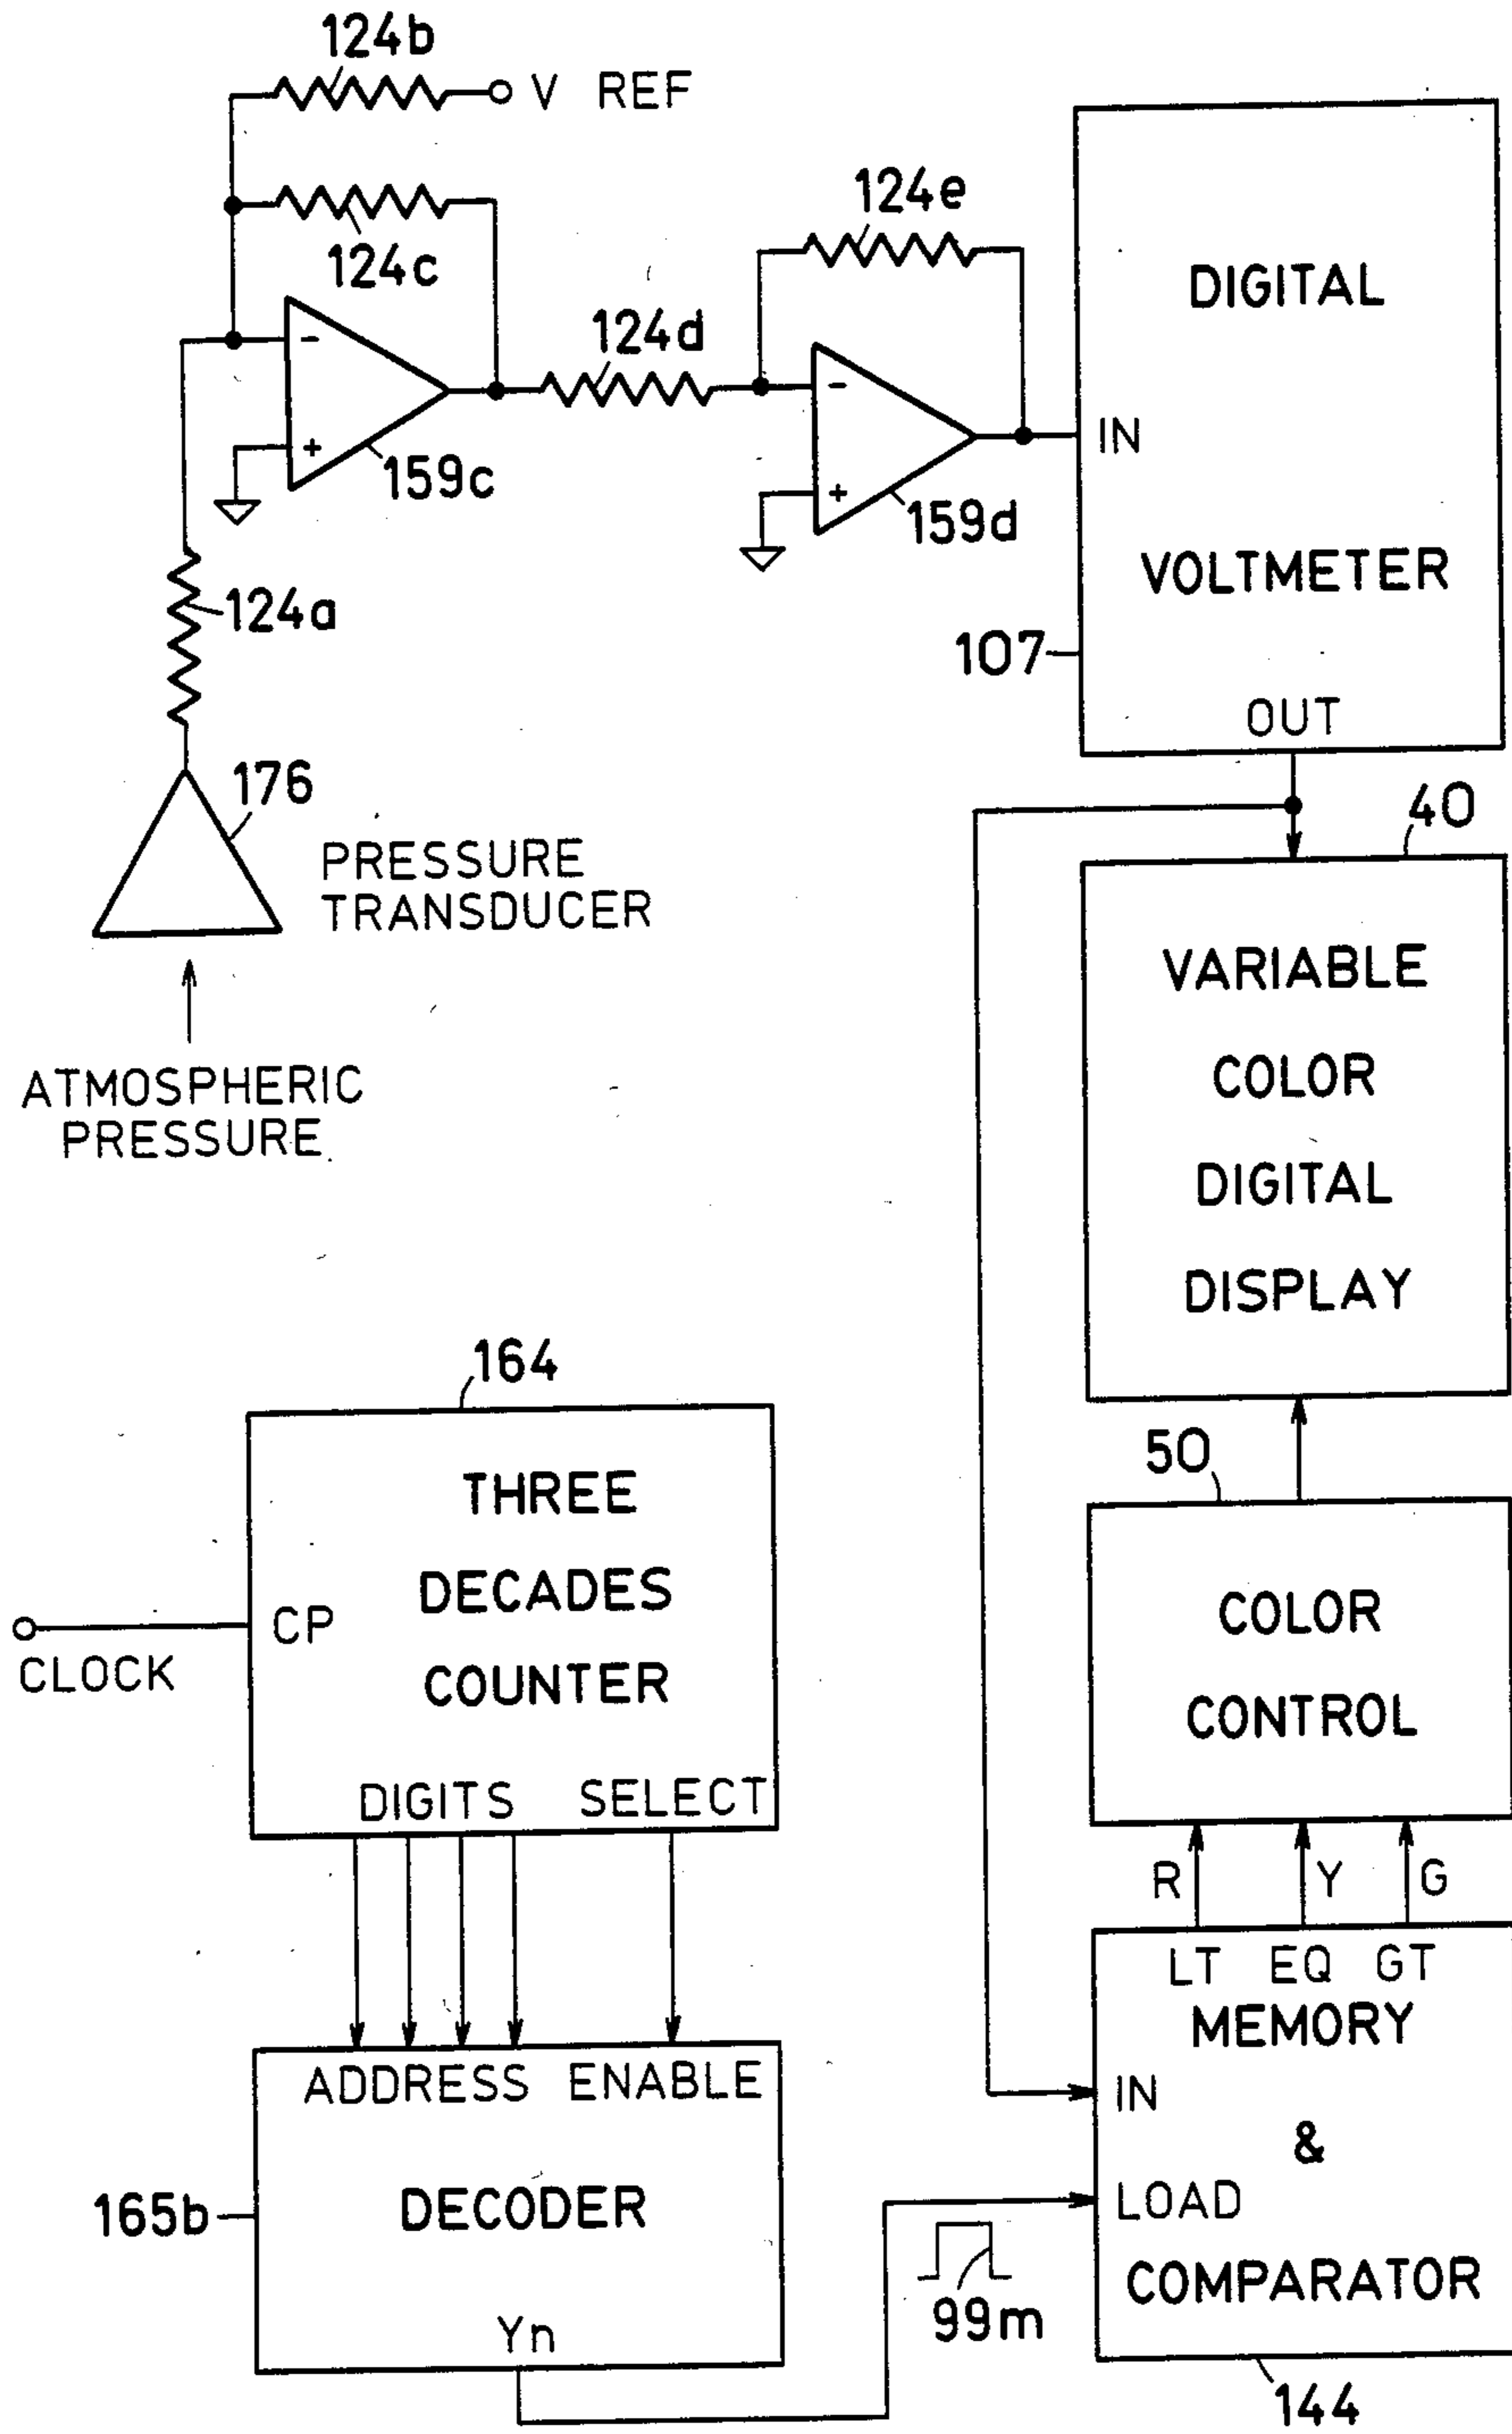 124b
V REF
124c
124e
124d
-
+
159c
-
+
159d
124a
176
PRESSURE
TRANSDUCER
ATMOSPHERIC
PRESSURE
DIGITAL
IN
VOLTMETER
107
OUT
40
VARIABLE
COLOR
DIGITAL
DISPLAY
164
THREE
DECADES
CP
COUNTER
CLOCK
DIGITS SELECT
50
COLOR
CONTROL
R Y G
ADDRESS ENABLE
165b
DECODER
Yn
99m
LT EQ GT
MEMORY
IN
&
LOAD
COMPARATOR
144